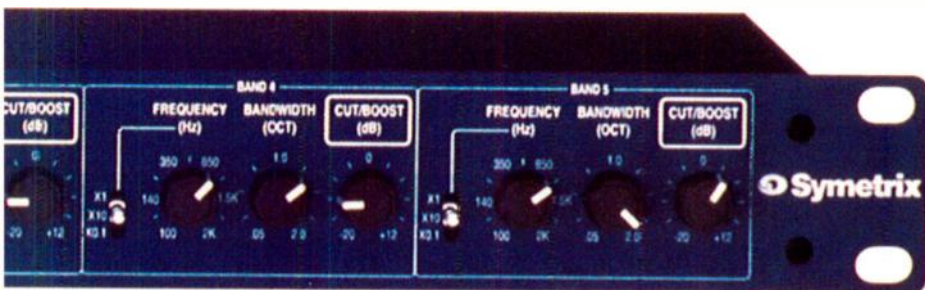 BAND 4
BAND 5
CUT/BOOST
(dB)
0
-20 +12
FREQUENCY
(Hz)
BANDWIDTH
(OCT)
CUT/BOOST
(dB)
X1
X10
X0.1
350 850
140 1.5K
100 2K
1.0
.05 2.0
0
-20 +12
FREQUENCY
(Hz)
BANDWIDTH
(OCT)
CUT/BOOST
(dB)
X1
X10
X0.1
350 850
140 1.5K
100 2K
1.0
.05 2.0
0
-20 +12
Symetrix